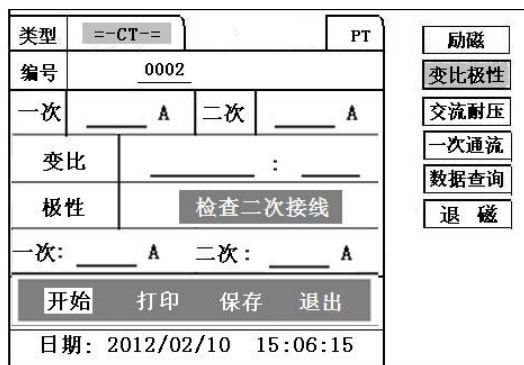 类型 =-CT-= PT
编号 0002
一次 A 二次 A
变比 :
极性 检查二次接线
一次: A 二次: A
开始 打印 保存 退出
日期: 2012/02/10 15:06:15
励磁
变比极性
交流耐压
一次通流
数据查询
退 磁